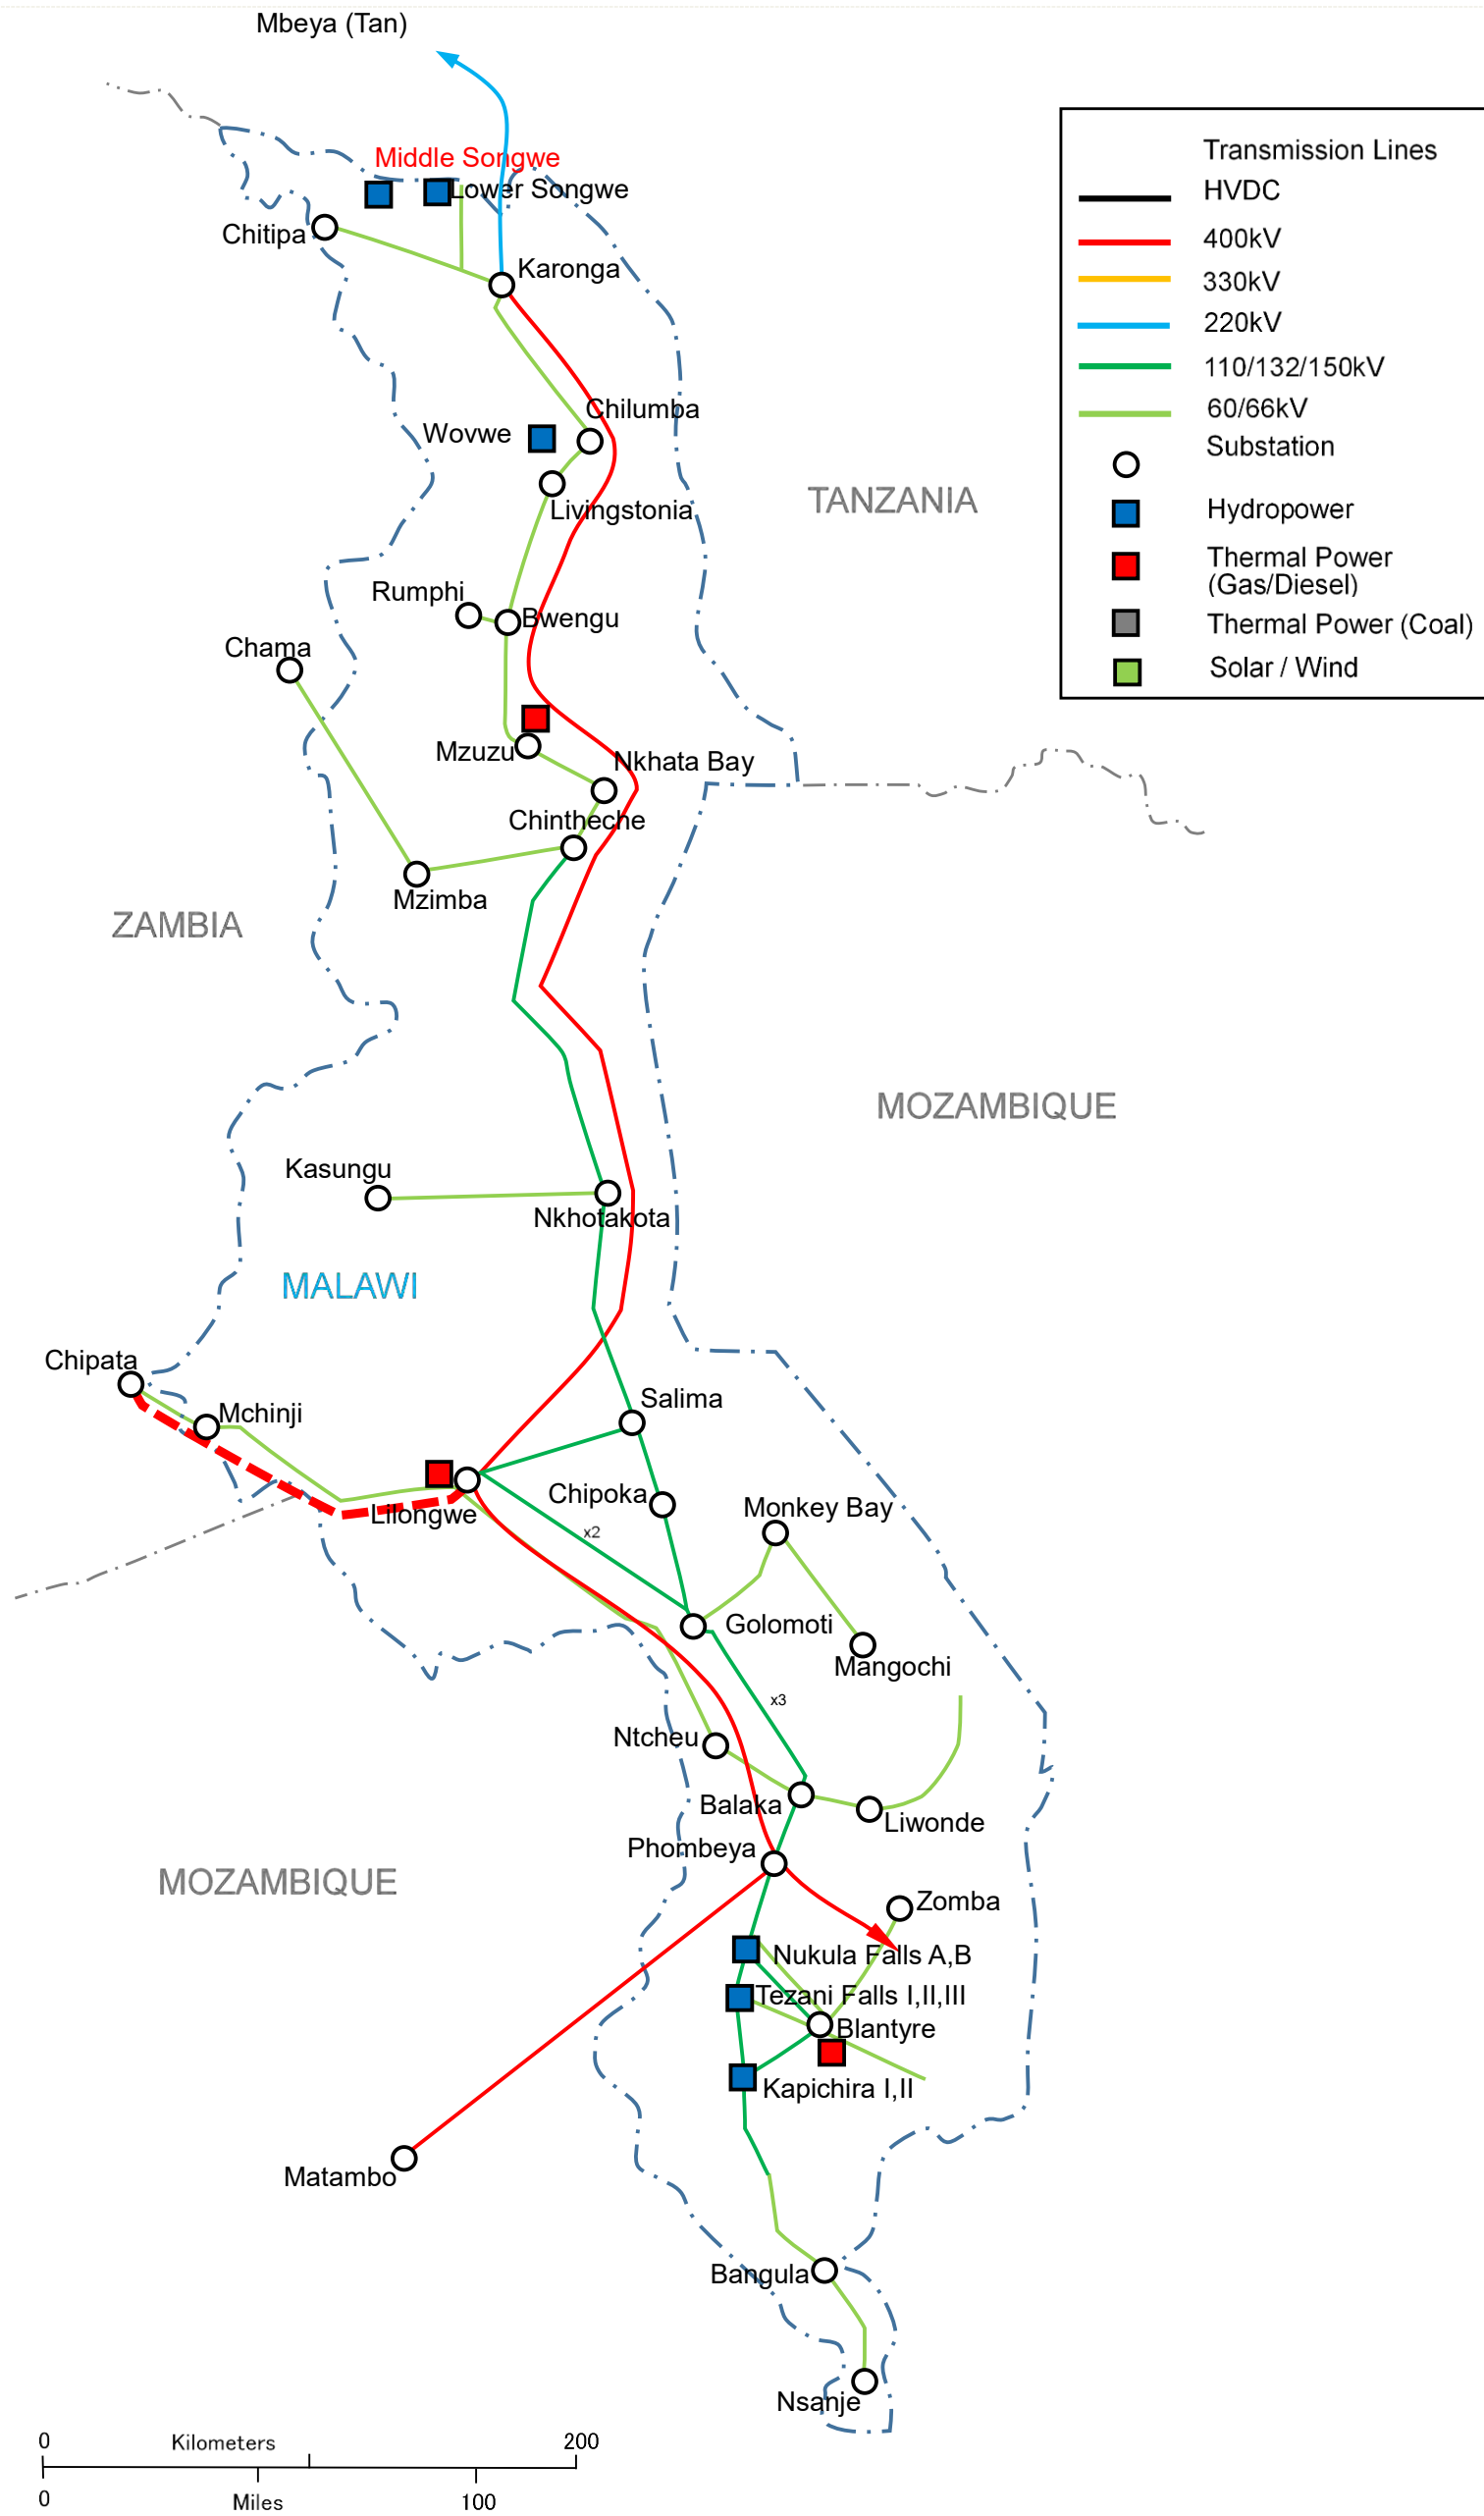 Mbeya (Tan)
Middle Songwe
Lower Songwe
Chitipa
Karonga
Transmission Lines
HVDC
400kV
330kV
220kV
110/132/150kV
60/66kV
Substation
Hydropower
Thermal Power
(Gas/Diesel)
Thermal Power (Coal)
Solar / Wind
Chilumba
Wovwe
Livingstonia
TANZANIA
Rumphi
Bwengu
Chama
Mzuzu
Nkhata Bay
Chintheche
Mzimba
ZAMBIA
MOZAMBIQUE
Kasungu
Nkhotakota
MALAWI
Chipata
Salima
Mchinji
Chipoka
Monkey Bay
Lilongwe
x2
Golomoti
Mangochi
x3
Ntcheu
Balaka
Liwonde
Phombeya
MOZAMBIQUE
Zomba
Nukula Falls A,B
Tezani Falls I,II,III
Blantyre
Kapichira I,II
Matambo
Bangula
Nsanje
0 Kilometers 200
0 Miles 100